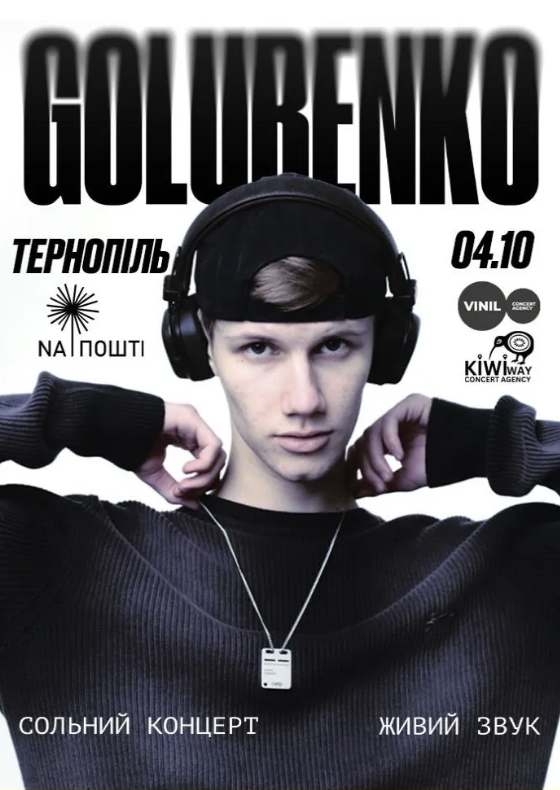 GOLUBENKO
ТЕРНОПІЛЬ
04.10
NA ПОШТІ
VINIL CONCERT AGENCY
KIWI WAY
CONCERT AGENCY
СОЛЬНИЙ КОНЦЕРТ
ЖИВИЙ ЗВУК